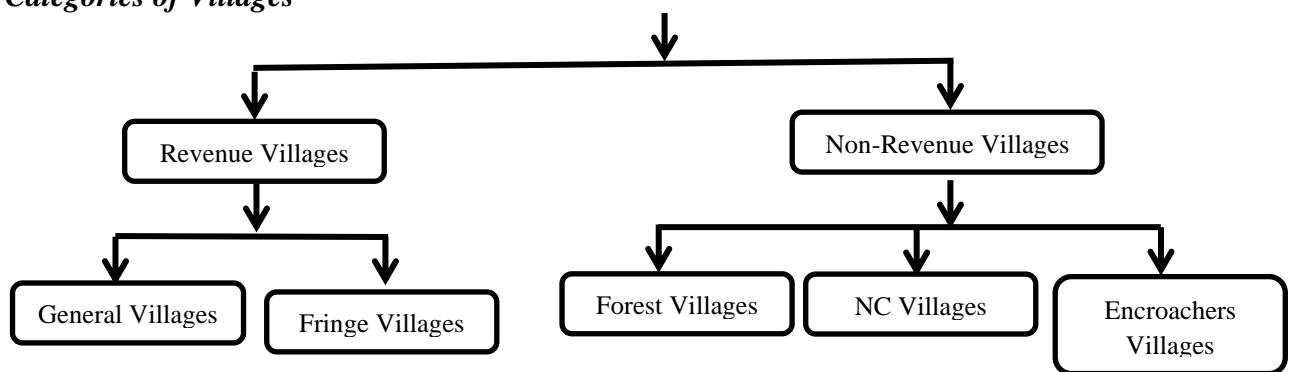 Categories of Villages
Revenue Villages
Non-Revenue Villages
General Villages
Fringe Villages
Forest Villages
NC Villages
Encroachers
Villages